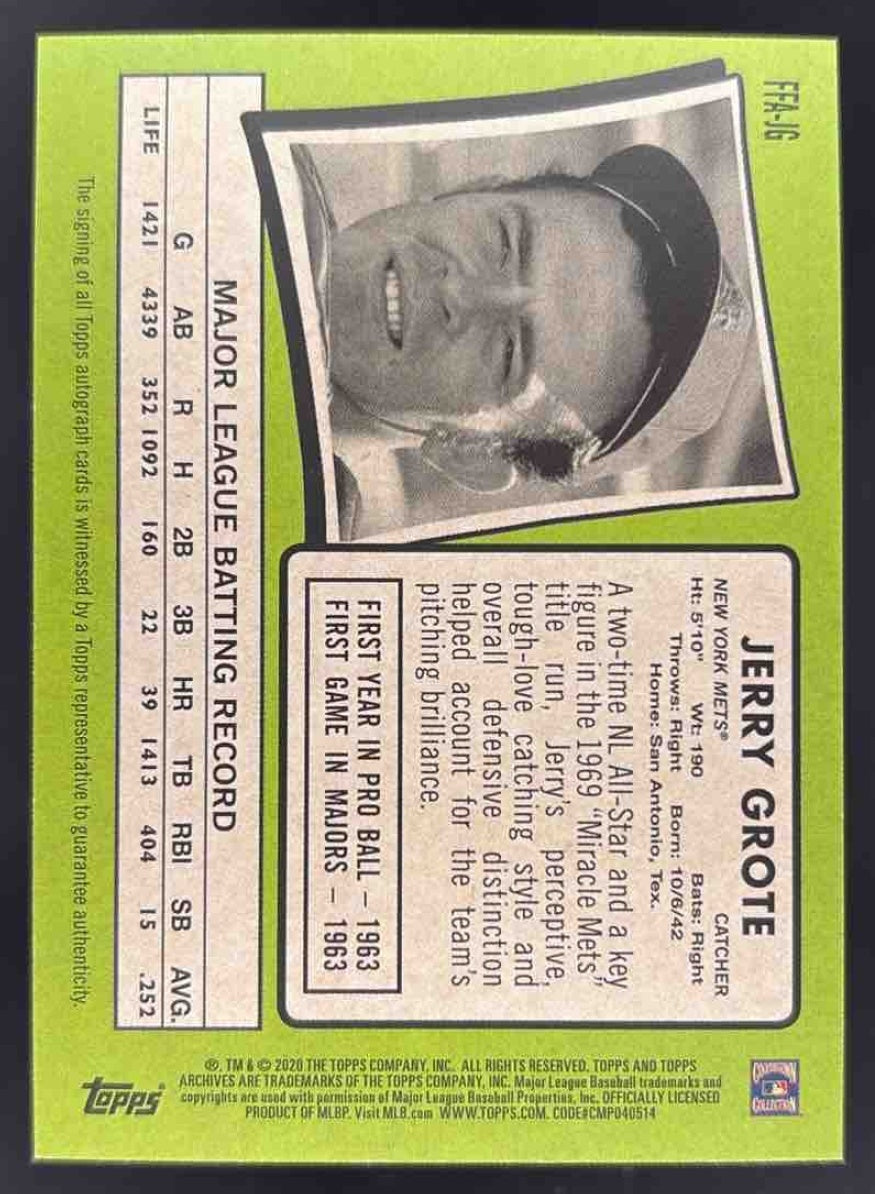 FFA-JG
JERRY GROTE
NEW YORK METS® CATCHER
Ht: 5'10" Wt: 190 Bats: Right
Throws: Right Born: 10/6/42
Home: San Antonio, Tex.
A two-time NL All-Star and a key
figure in the 1969 “Miracle Mets”
title run, Jerry's perceptive,
tough-love catching style and
overall defensive distinction
helped account for the team's
pitching brilliance.
FIRST YEAR IN PRO BALL – 1963
FIRST GAME IN MAJORS – 1963
MAJOR LEAGUE BATTING RECORD
G AB R H 2B 3B HR TB RBI SB AVG.
LIFE 1421 4339 352 1092 160 22 39 1413 404 15 .252
The signing of all Topps autograph cards is witnessed by a Topps representative to guarantee authenticity.
COOPERSTOWN
COLLECTION
®, TM & © 2020 THE TOPPS COMPANY, INC. ALL RIGHTS RESERVED. TOPPS AND TOPPS
ARCHIVES ARE TRADEMARKS OF THE TOPPS COMPANY, INC. Major League Baseball trademarks and
copyrights are used with permission of Major League Baseball Properties, Inc. OFFICIALLY LICENSED
PRODUCT OF MLBP. Visit MLB.com WWW.TOPPS.COM. CODE#CMP040514
topps